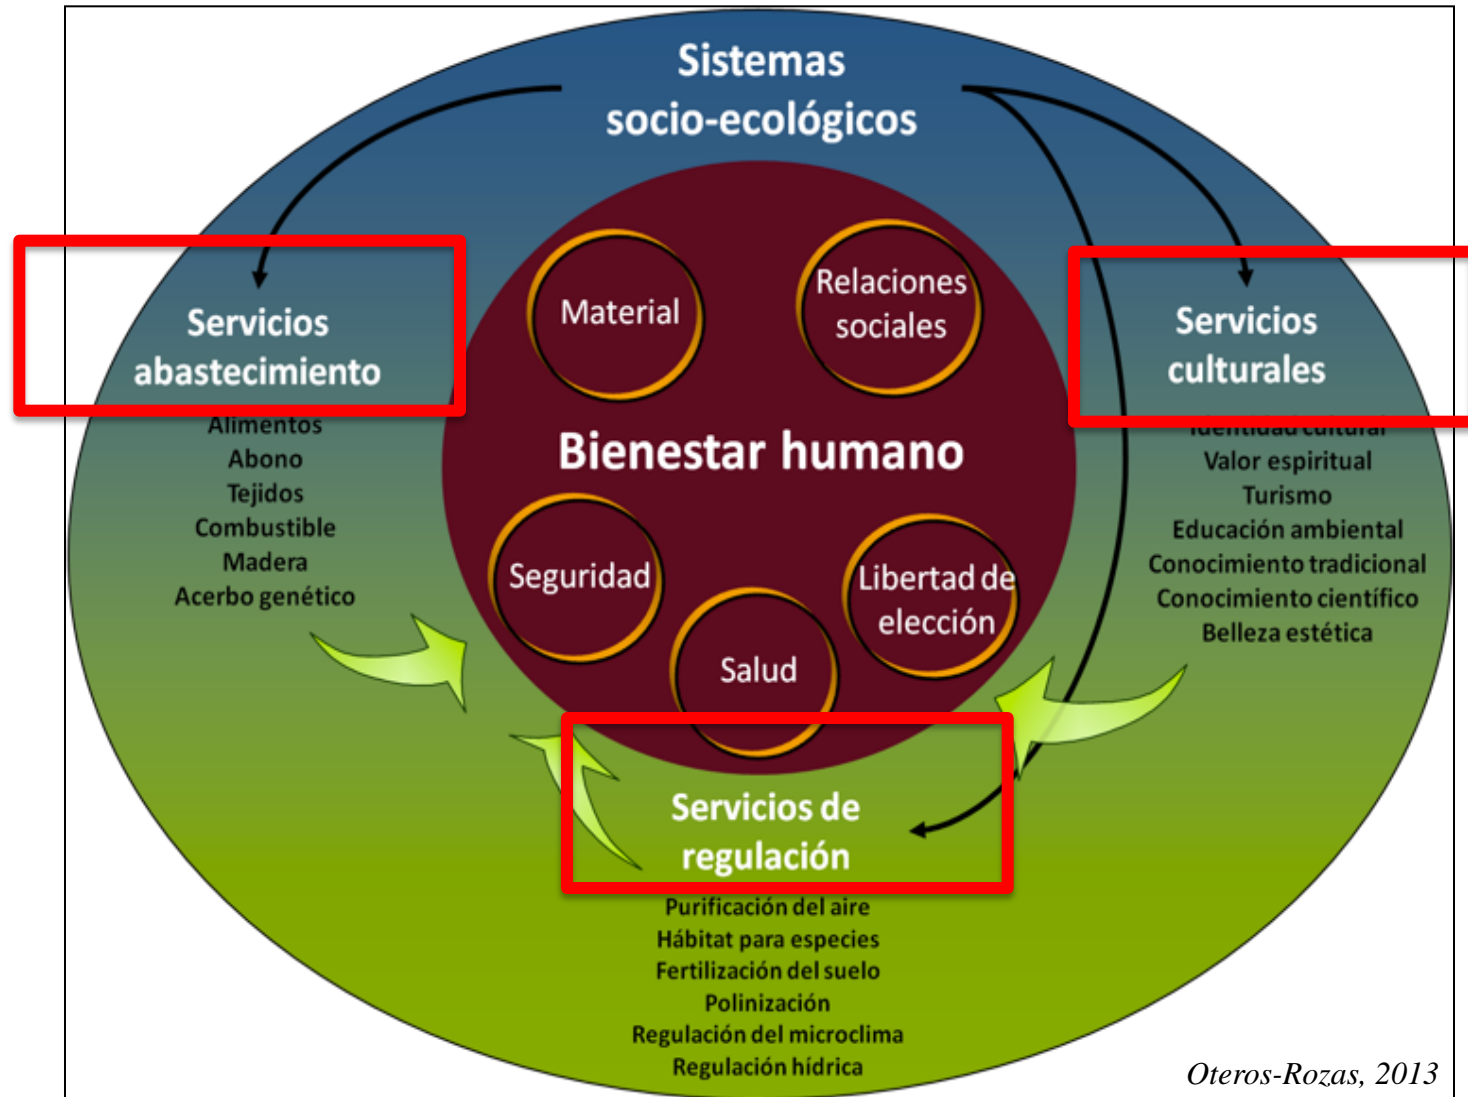 Sistemas
socio-ecológicos
Servicios
abastecimiento
Alimentos
Abono
Tejidos
Combustible
Madera
Acerbo genético
Material
Relaciones
sociales
Bienestar humano
Seguridad
Libertad de
elección
Salud
Servicios
culturales
Identidad cultural
Valor espiritual
Turismo
Educación ambiental
Conocimiento tradicional
Conocimiento científico
Belleza estética
Servicios de
regulación
Purificación del aire
Hábitat para especies
Fertilización del suelo
Polinización
Regulación del microclima
Regulación hídrica
Oteros-Rozas, 2013